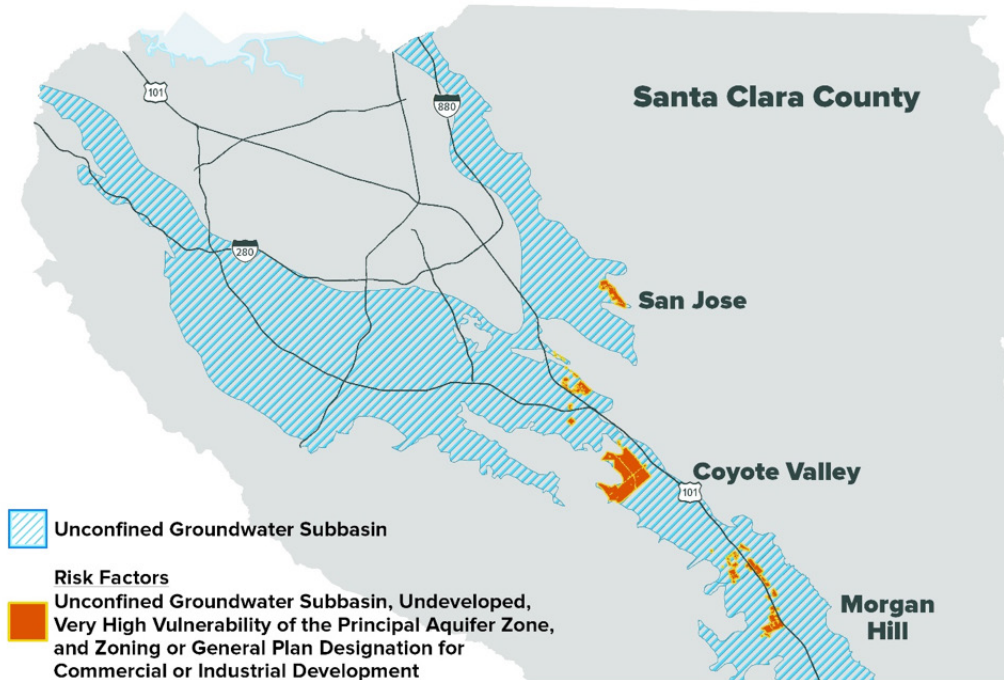 Santa Clara County
101
880
280
San Jose
Coyote Valley
101
Morgan
Hill
Unconfined Groundwater Subbasin
Risk Factors
Unconfined Groundwater Subbasin, Undeveloped,
Very High Vulnerability of the Principal Aquifer Zone,
and Zoning or General Plan Designation for
Commercial or Industrial Development